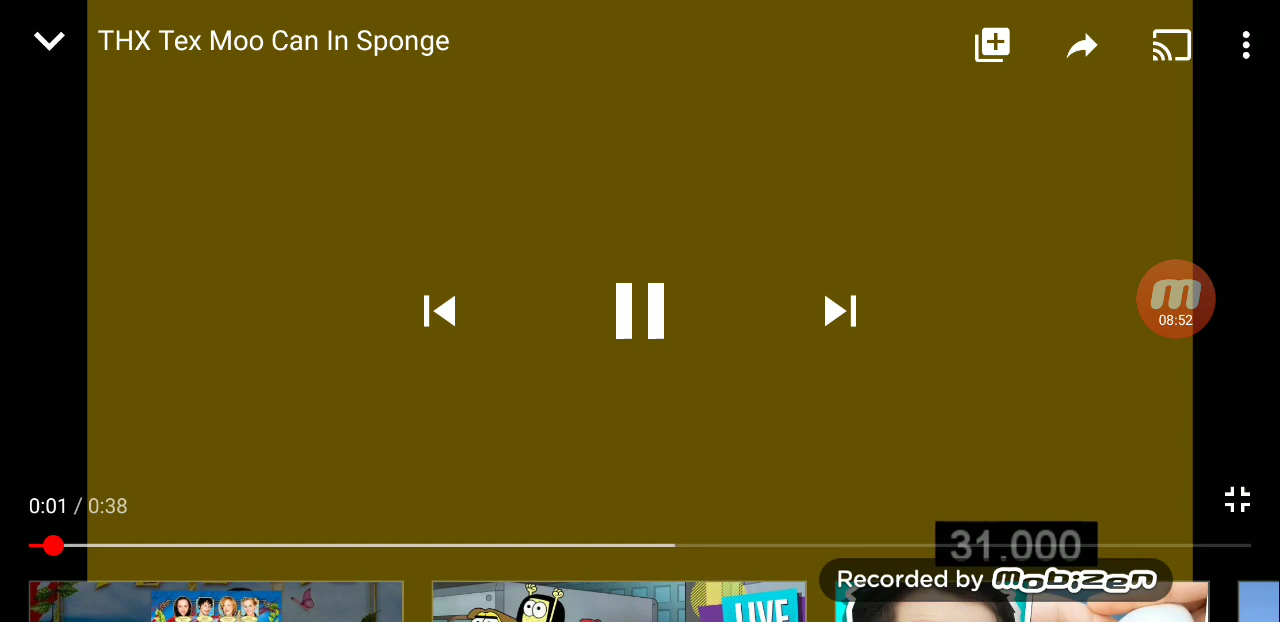 THX Tex Moo Can In Sponge
08:52
0:01 / 0:38
31.000
Recorded by mobizen
LIVE